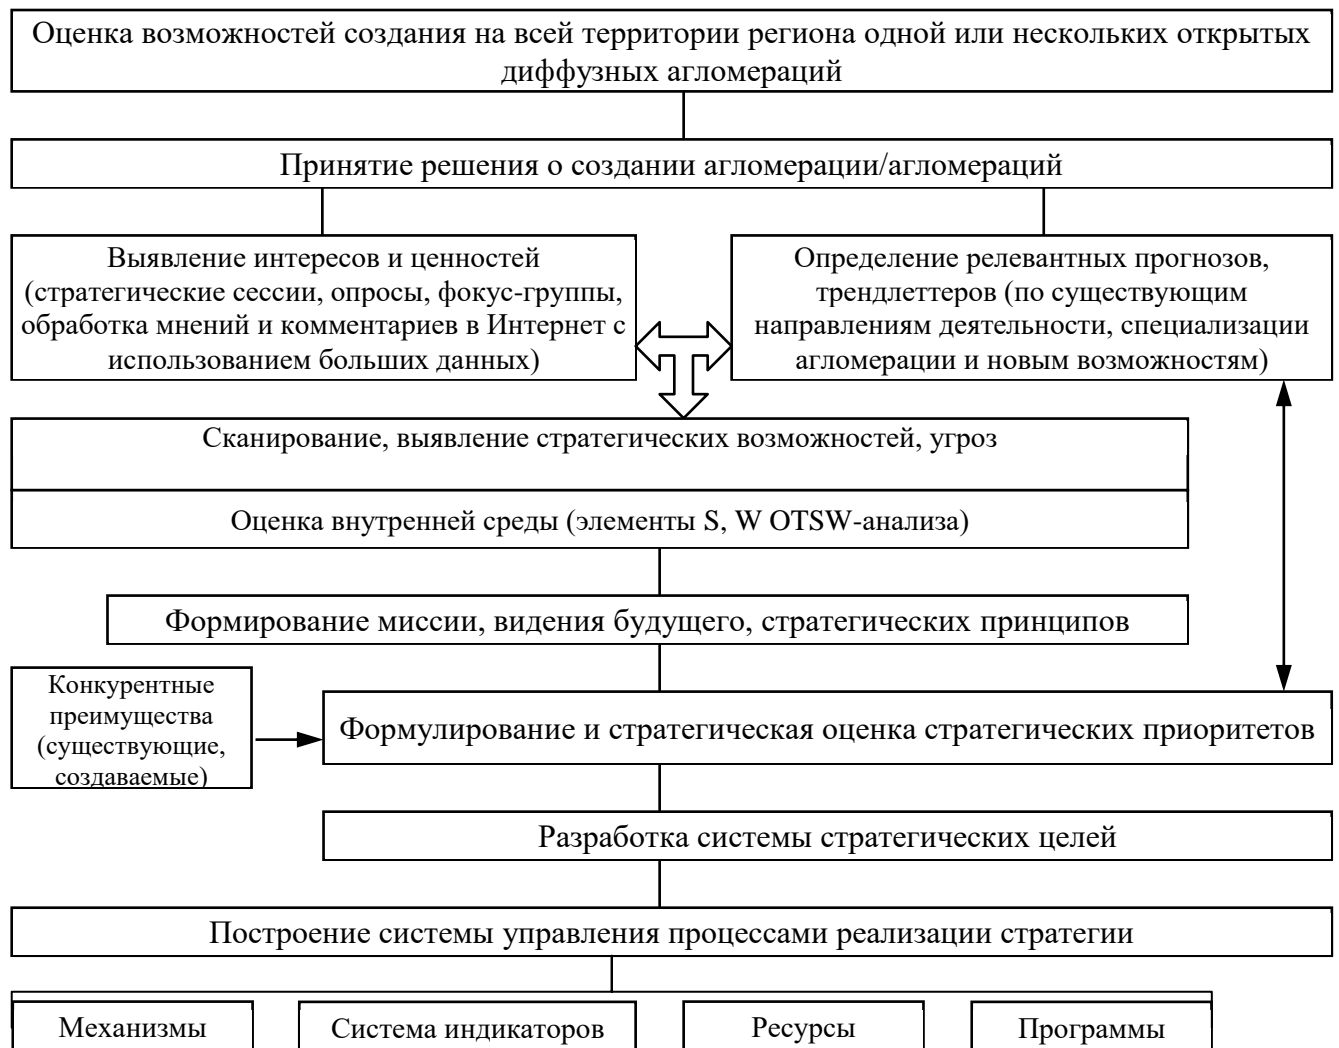 Оценка возможностей создания на всей территории региона одной или нескольких открытых
диффузных агломераций
Принятие решения о создании агломерации/агломераций
Выявление интересов и ценностей
(стратегические сессии, опросы, фокус-группы,
обработка мнений и комментариев в Интернет с
использованием больших данных)
Определение релевантных прогнозов,
трендлеттеров (по существующим
направлениям деятельности, специализации
агломерации и новым возможностям)
Сканирование, выявление стратегических возможностей, угроз
Оценка внутренней среды (элементы S, W OTSW-анализа)
Формирование миссии, видения будущего, стратегических принципов
Конкурентные
преимущества
(существующие,
создаваемые)
Формулирование и стратегическая оценка стратегических приоритетов
Разработка системы стратегических целей
Построение системы управления процессами реализации стратегии
Механизмы
Система индикаторов
Ресурсы
Программы